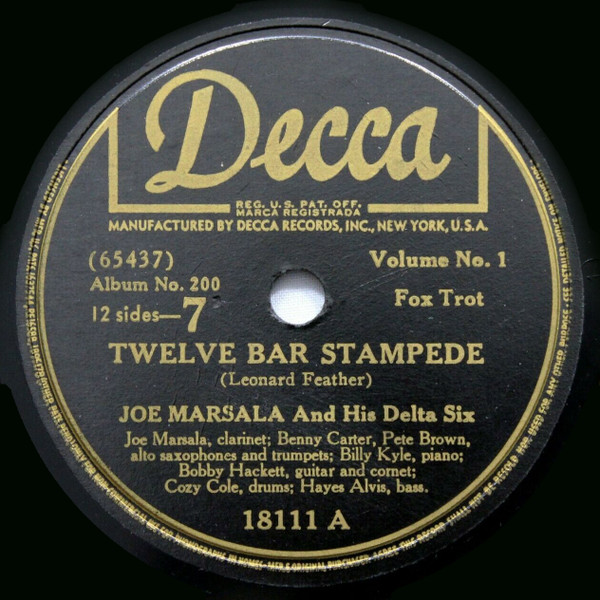 Decca
REG. U.S. PAT. OFF.
MARCA REGISTRADA
MANUFACTURED BY DECCA RECORDS, INC., NEW YORK, U.S.A.
(65437)
Volume No. 1
Album No. 200
Fox Trot
12 sides—7
TWELVE BAR STAMPEDE
(Leonard Feather)
JOE MARSALA And His Delta Six
Joe Marsala, clarinet; Benny Carter, Pete Brown,
alto saxophones and trumpets; Billy Kyle, piano;
Bobby Hackett, guitar and cornet;
Cozy Cole, drums; Hayes Alvis, bass.
18111 A